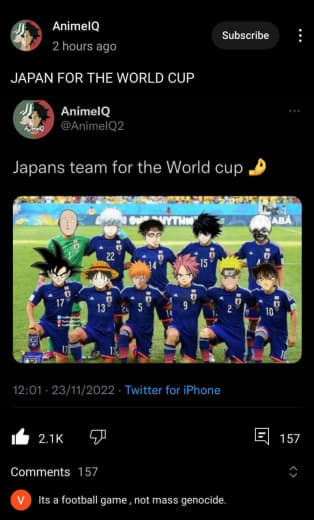 AnimeIQ
2 hours ago
Subscribe
JAPAN FOR THE WORLD CUP
AnimeIQ
@AnimeIQ2
Japans team for the World cup
22
14
15
17
13
5
9
2
10
12:01 · 23/11/2022 · Twitter for iPhone
2.1K
157
Comments 157
V
Its a football game , not mass genocide.